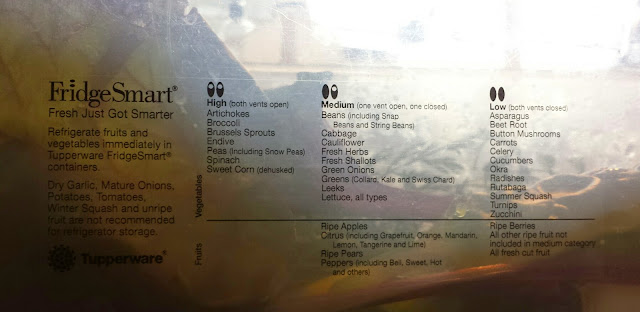 FridgeSmart®
Fresh Just Got Smarter
Refrigerate fruits and
vegetables immediately in
Tupperware FridgeSmart®
containers.
Dry Garlic, Mature Onions,
Potatoes, Tomatoes,
Winter Squash and unripe
fruit are not recommended
for refrigerator storage.
Tupperware®
Vegetables
High (both vents open)
Artichokes
Broccoli
Brussels Sprouts
Endive
Peas (including Snow Peas)
Spinach
Sweet Corn (dehusked)
Medium (one vent open, one closed)
Beans (including Snap
Beans and String Beans)
Cabbage
Cauliflower
Fresh Herbs
Fresh Shallots
Green Onions
Greens (Collard, Kale and Swiss Chard)
Leeks
Lettuce, all types
Low (both vents closed)
Asparagus
Beet Root
Button Mushrooms
Carrots
Celery
Cucumbers
Okra
Radishes
Rutabaga
Summer Squash
Turnips
Zucchini
Fruits
Ripe Apples
Citrus (including Grapefruit, Orange, Mandarin,
Lemon, Tangerine and Lime)
Ripe Pears
Peppers (including Bell, Sweet, Hot
and others)
Ripe Berries
All other ripe fruit not
included in medium category
All fresh cut fruit